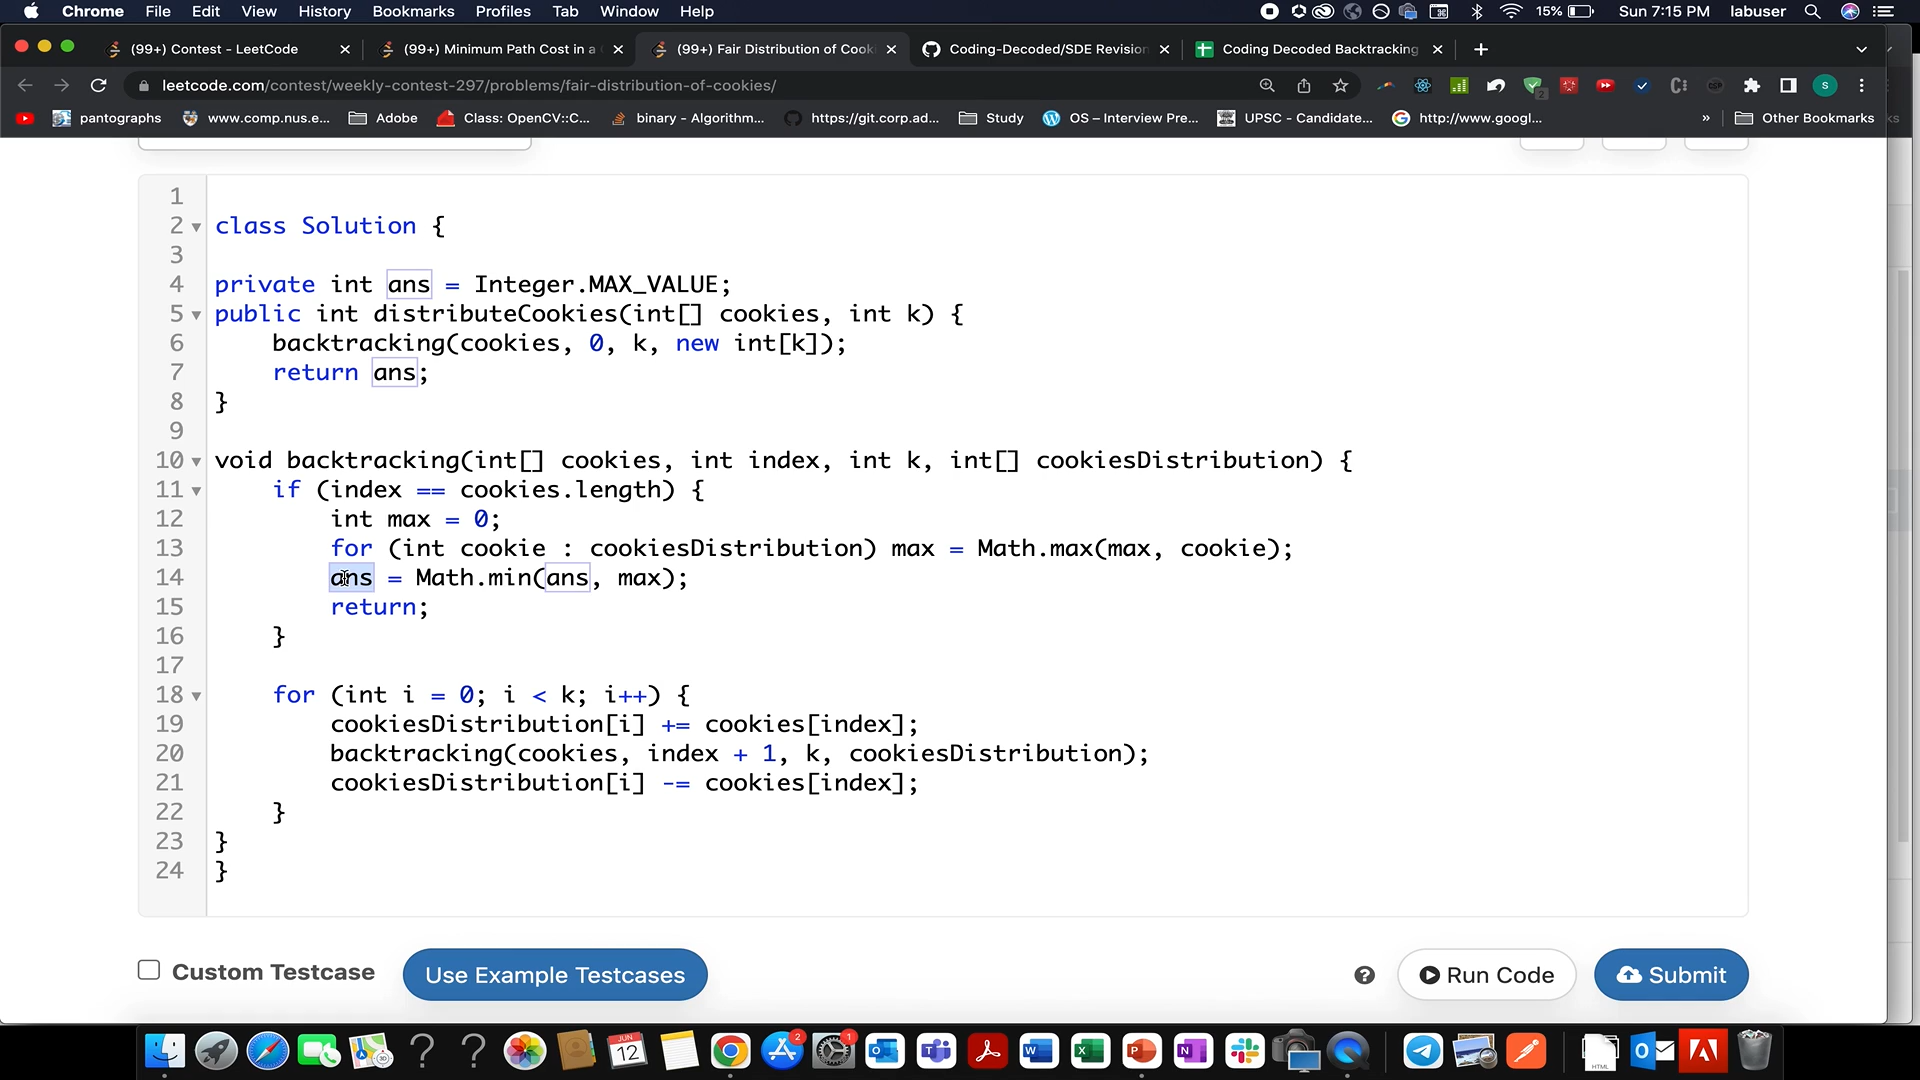 Chrome File Edit View History Bookmarks Profiles Tab Window Help 15% Sun 7:15 PM labuser
(99+) Contest - LeetCode (99+) Minimum Path Cost in a (99+) Fair Distribution of Cook Coding-Decoded/SDE Revision Coding Decoded Backtracking
leetcode.com/contest/weekly-contest-297/problems/fair-distribution-of-cookies/
pantographs www.comp.nus.e... Adobe Class: OpenCV::C... binary - Algorithm... https://git.corp.ad... Study OS – Interview Pre... UPSC - Candidate... http://www.googl... » Other Bookmarks
1
2 class Solution {
3
4 private int ans = Integer.MAX_VALUE;
5 public int distributeCookies(int[] cookies, int k) {
6 backtracking(cookies, 0, k, new int[k]);
7 return ans;
8 }
9
10 void backtracking(int[] cookies, int index, int k, int[] cookiesDistribution) {
11 if (index == cookies.length) {
12 int max = 0;
13 for (int cookie : cookiesDistribution) max = Math.max(max, cookie);
14 ans = Math.min(ans, max);
15 return;
16 }
17
18 for (int i = 0; i < k; i++) {
19 cookiesDistribution[i] += cookies[index];
20 backtracking(cookies, index + 1, k, cookiesDistribution);
21 cookiesDistribution[i] -= cookies[index];
22 }
23 }
24 }
Custom Testcase Use Example Testcases ? Run Code Submit
JUN 12 2 1